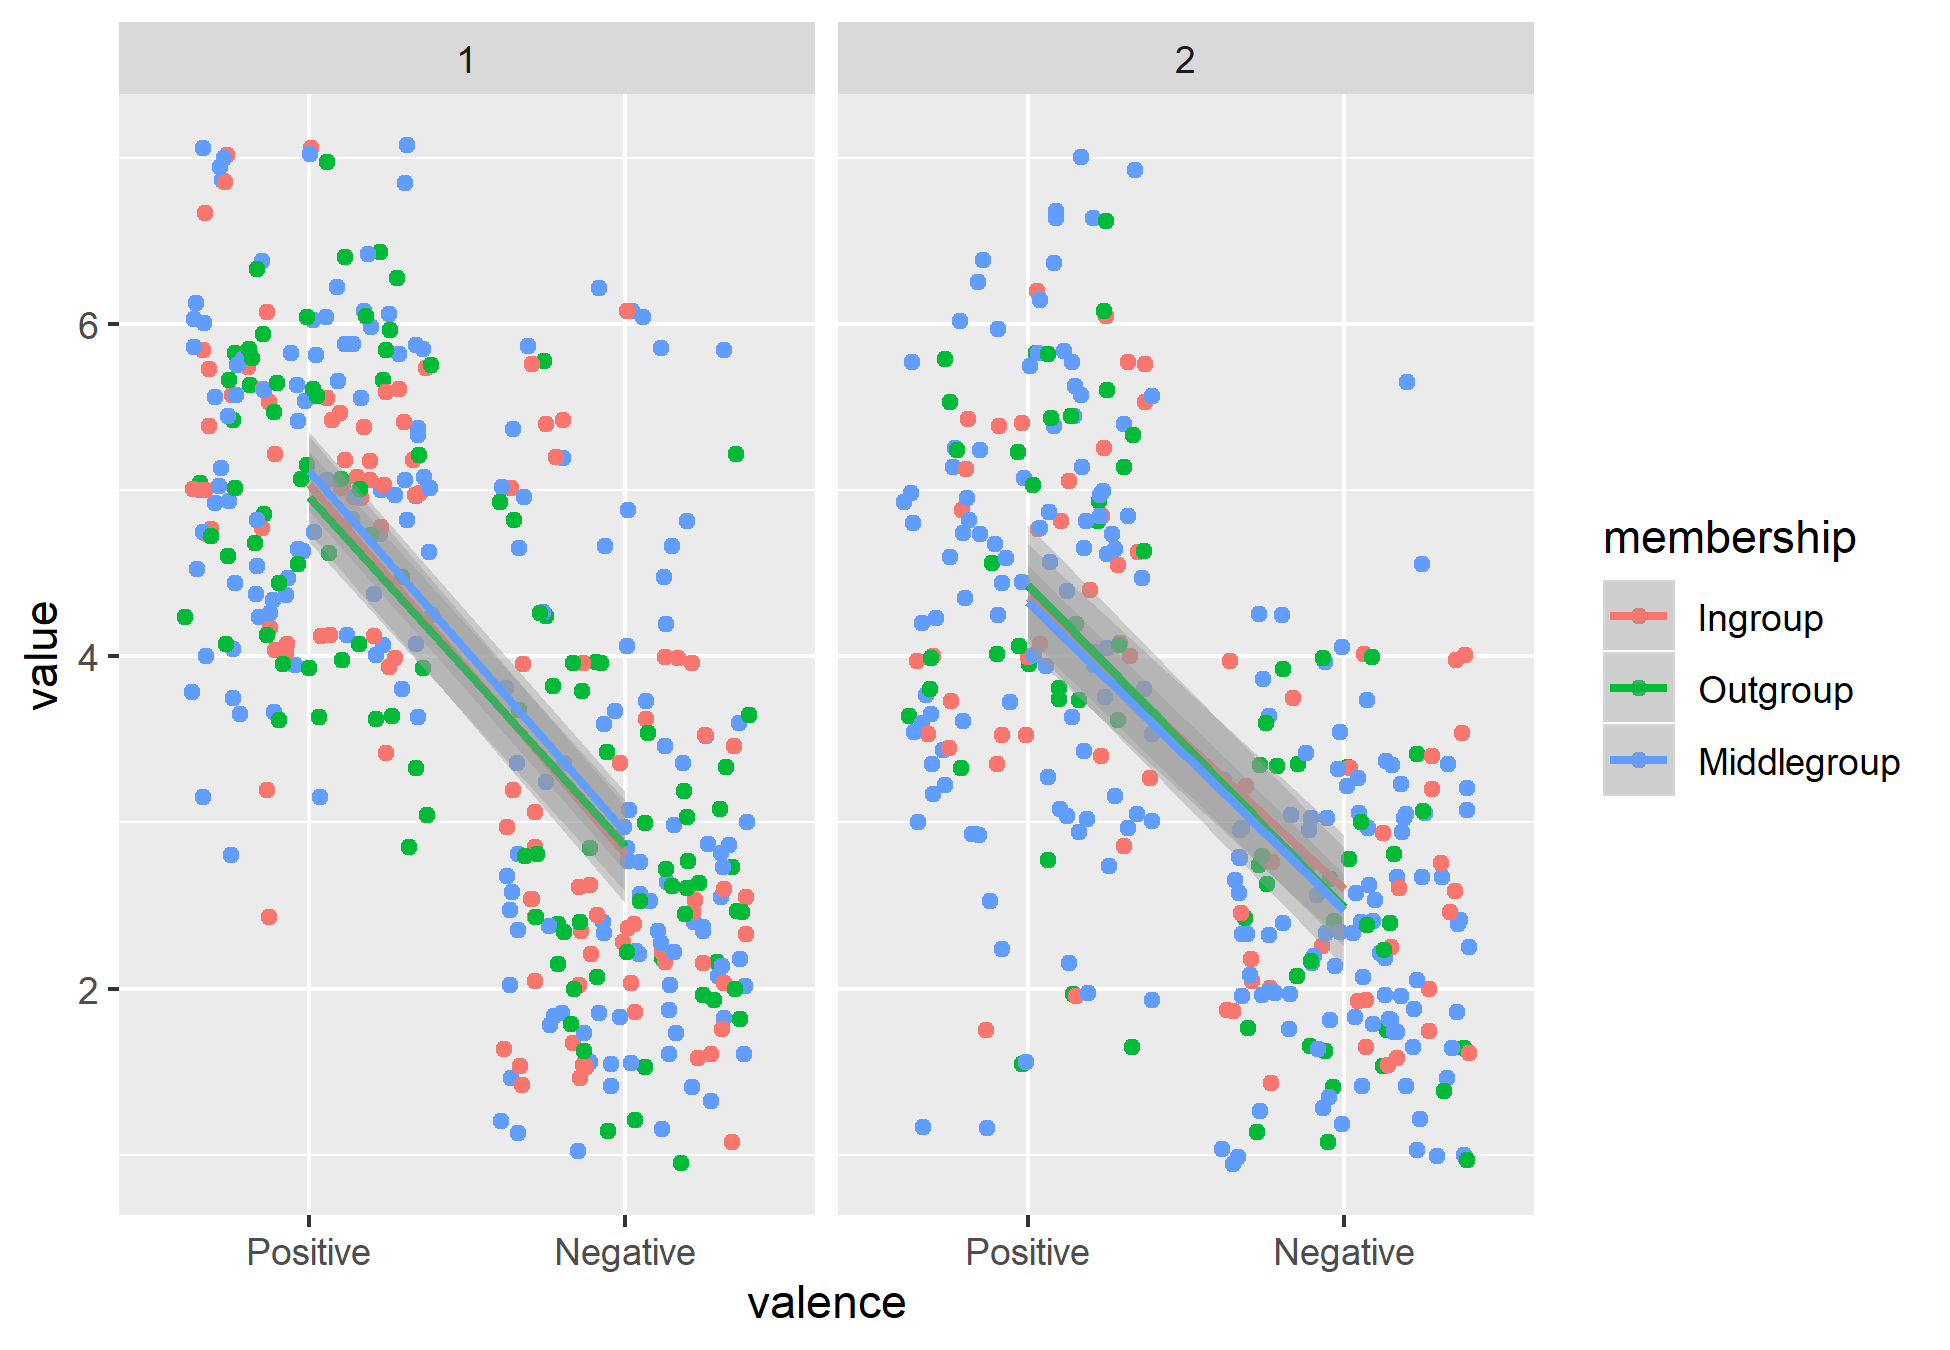 1 2
value
6
4
2
Positive Negative Positive Negative
valence
membership
Ingroup
Outgroup
Middlegroup